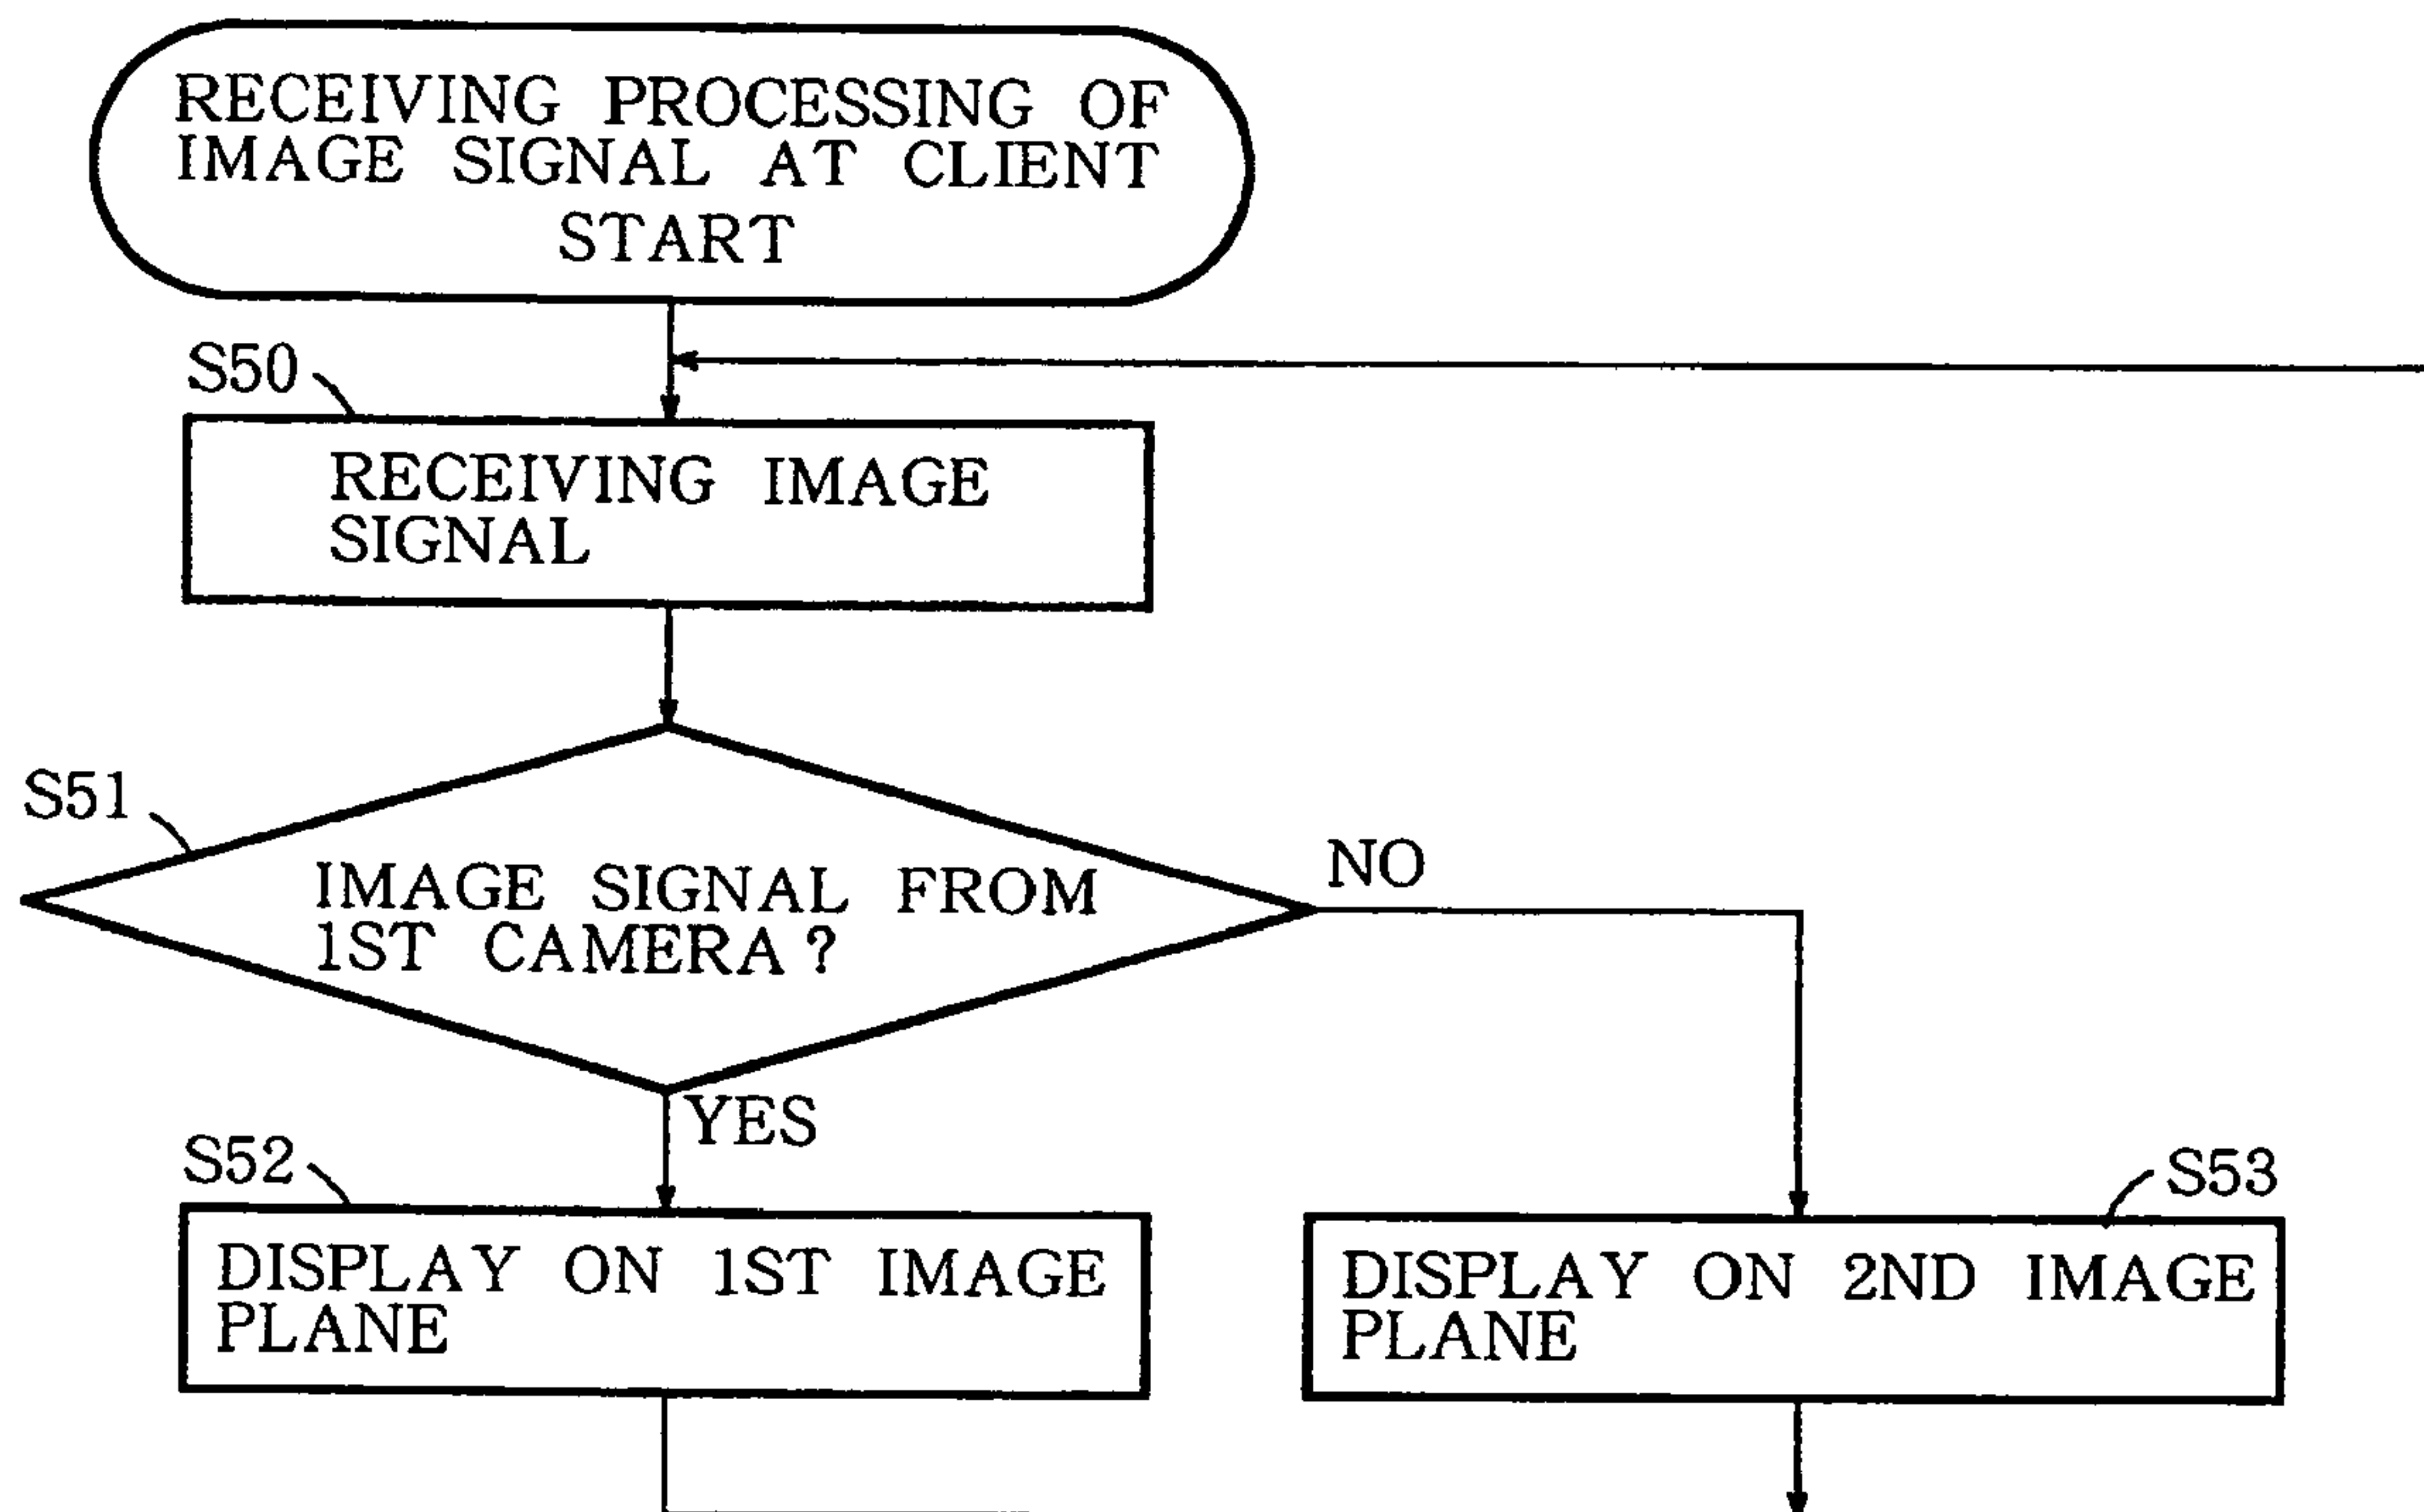 RECEIVING PROCESSING OF
IMAGE SIGNAL AT CLIENT
START
S50
RECEIVING IMAGE
SIGNAL
S51
IMAGE SIGNAL FROM
1ST CAMERA?
NO
YES
S52
DISPLAY ON 1ST IMAGE
PLANE
S53
DISPLAY ON 2ND IMAGE
PLANE